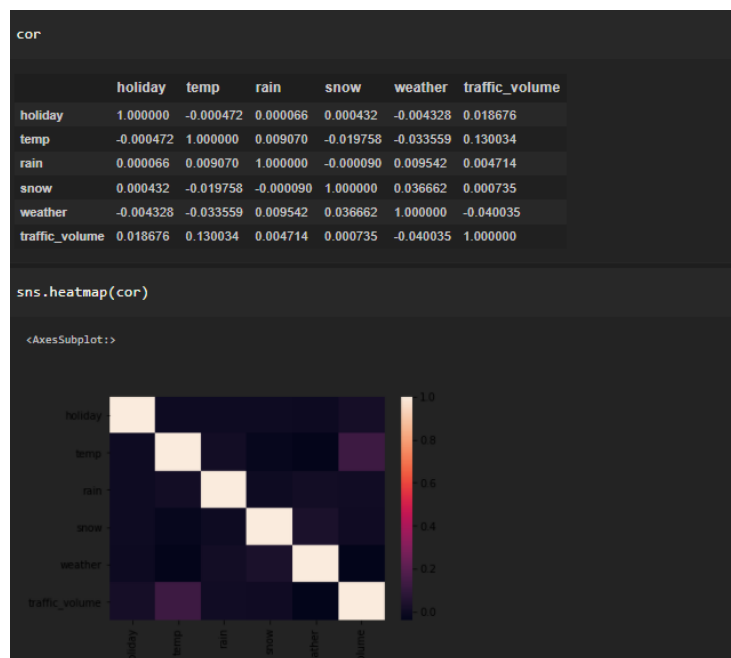 cor
holiday temp rain snow weather traffic_volume
holiday 1.000000 -0.000472 0.000066 0.000432 -0.004328 0.018676
temp -0.000472 1.000000 0.009070 -0.019758 -0.033559 0.130034
rain 0.000066 0.009070 1.000000 -0.000090 0.009542 0.004714
snow 0.000432 -0.019758 -0.000090 1.000000 0.036662 0.000735
weather -0.004328 -0.033559 0.009542 0.036662 1.000000 -0.040035
traffic_volume 0.018676 0.130034 0.004714 0.000735 -0.040035 1.000000
sns.heatmap(cor)
<AxesSubplot:>
1.0
holiday
0.8
temp
rain
0.6
snow
0.4
weather
0.2
traffic_volume
0.0
oliday temp rain snow ather olume